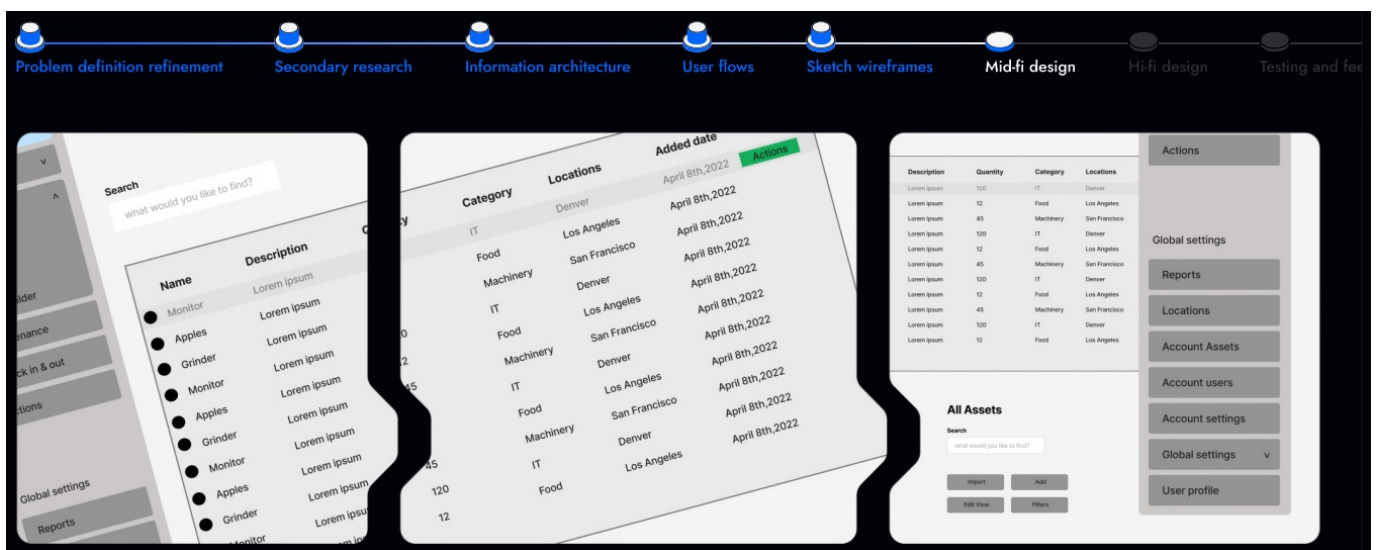 Problem definition refinement
Secondary research
Information architecture
User flows
Sketch wireframes
Mid-fi design
Hi-fi design
Testing and fee
Search
what would you like to find?
Name Description
Monitor Lorem ipsum
Apples Lorem ipsum
Grinder Lorem ipsum
Monitor Lorem ipsum
Apples Lorem ipsum
Grinder Lorem ipsum
Monitor Lorem ipsum
Apples Lorem ipsum
Grinder Lorem ipsu
Monitor
v
^
ck in & out
Global settings
Reports
Category Locations Added date
IT Denver April 8th,2022 Actions
Food Los Angeles April 8th,2022
Machinery San Francisco April 8th,2022
IT Denver April 8th,2022
Food Los Angeles April 8th,2022
Machinery San Francisco April 8th,2022
IT Denver April 8th,2022
Food Los Angeles April 8th,2022
45 Machinery San Francisco April 8th,2022
120 IT Denver April 8th,2022
12 Food Los Angeles
Description Quantity Category Locations
Lorem ipsum 120 IT Denver
Lorem ipsum 12 Food Los Angeles
Lorem ipsum 45 Machinery San Francisco
Lorem ipsum 120 IT Denver
Lorem ipsum 12 Food Los Angeles
Lorem ipsum 45 Machinery San Francisco
Lorem ipsum 120 IT Denver
Lorem ipsum 12 Food Los Angeles
Lorem ipsum 45 Machinery San Francisco
Lorem ipsum 120 IT Denver
Lorem ipsum 12 Food Los Angeles
All Assets
Search
what would you like to find?
Import Add
Edit View Filters
Actions
Global settings
Reports
Locations
Account Assets
Account users
Account settings
Global settings v
User profile